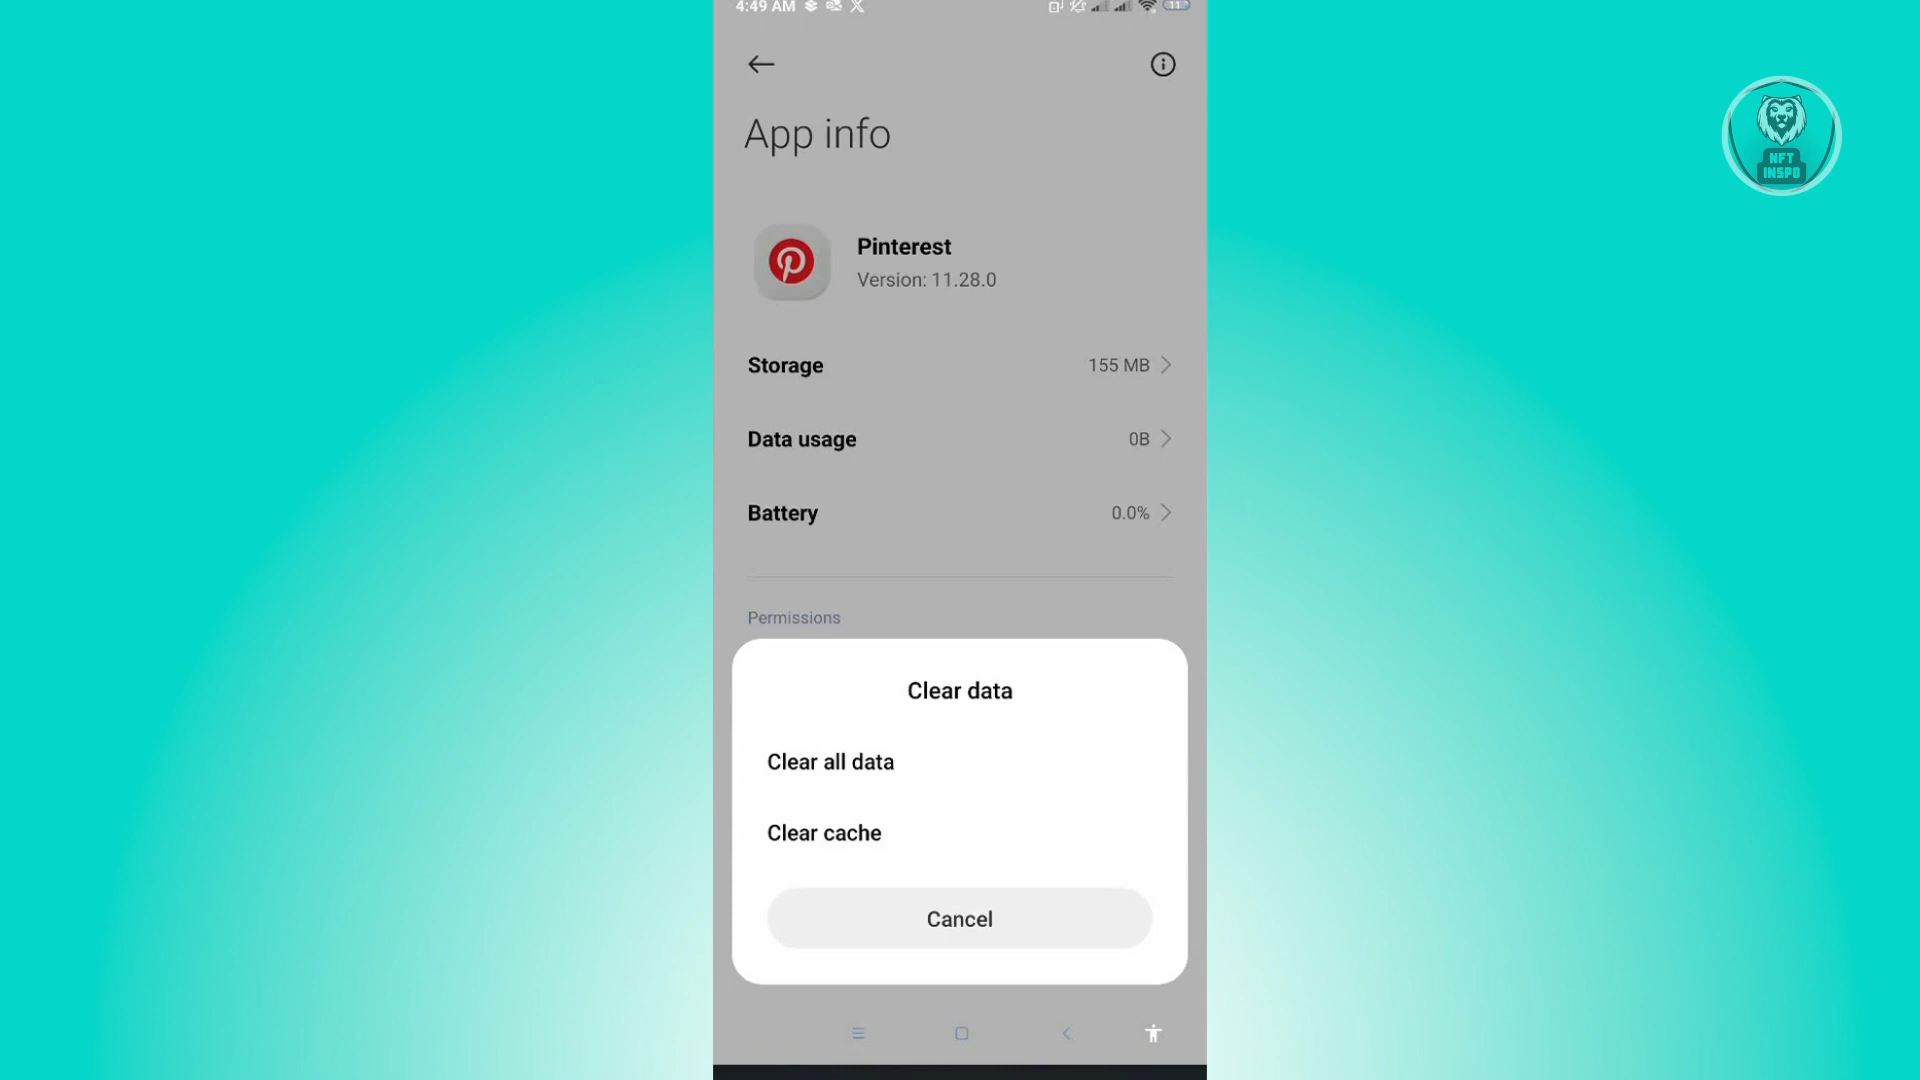 4:49 AM
11
App info
NFT
INSPO
Pinterest
Version: 11.28.0
Storage
155 MB
Data usage
0B
Battery
0.0%
Permissions
Clear data
Clear all data
Clear cache
Cancel